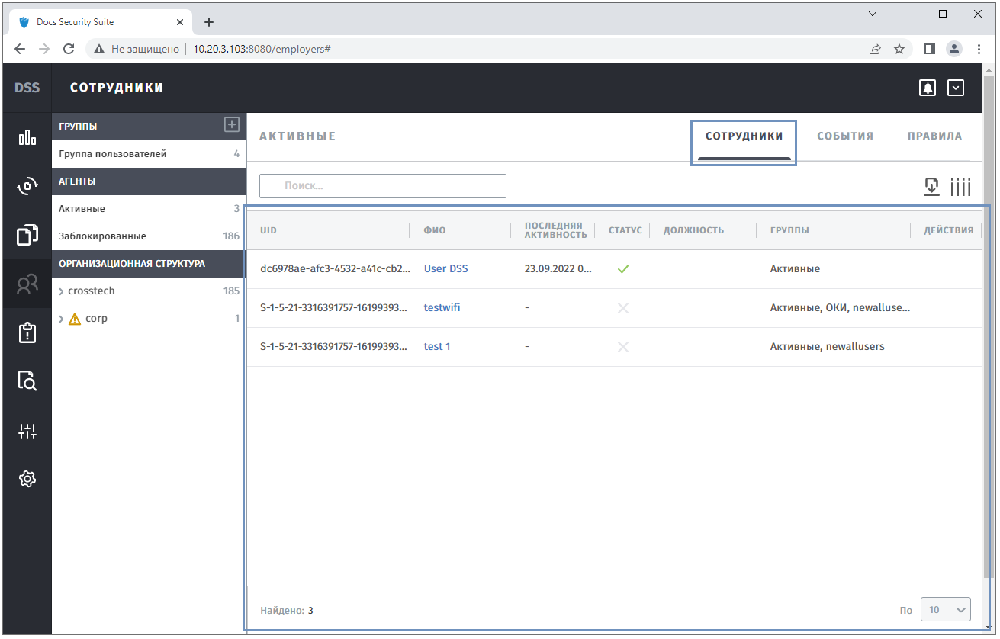 Docs Security Suite
Не защищено 10.20.3.103:8080/employers#
DSS СОТРУДНИКИ
ГРУППЫ
Группа пользователей 4
АГЕНТЫ
Активные 3
Заблокированные 186
ОРГАНИЗАЦИОННАЯ СТРУКТУРА
crosstech 185
corp 1
АКТИВНЫЕ СОТРУДНИКИ СОБЫТИЯ ПРАВИЛА
Поиск...
UID ФИО ПОСЛЕДНЯЯ АКТИВНОСТЬ СТАТУС ДОЛЖНОСТЬ ГРУППЫ ДЕЙСТВИЯ
dc6978ae-afc3-4532-a41c-cb2... User DSS 23.09.2022 0... Активные
S-1-5-21-3316391757-16199393... testwifi - Активные, ОКИ, newalluse...
S-1-5-21-3316391757-16199393... test 1 - Активные, newallusers
Найдено: 3 По 10